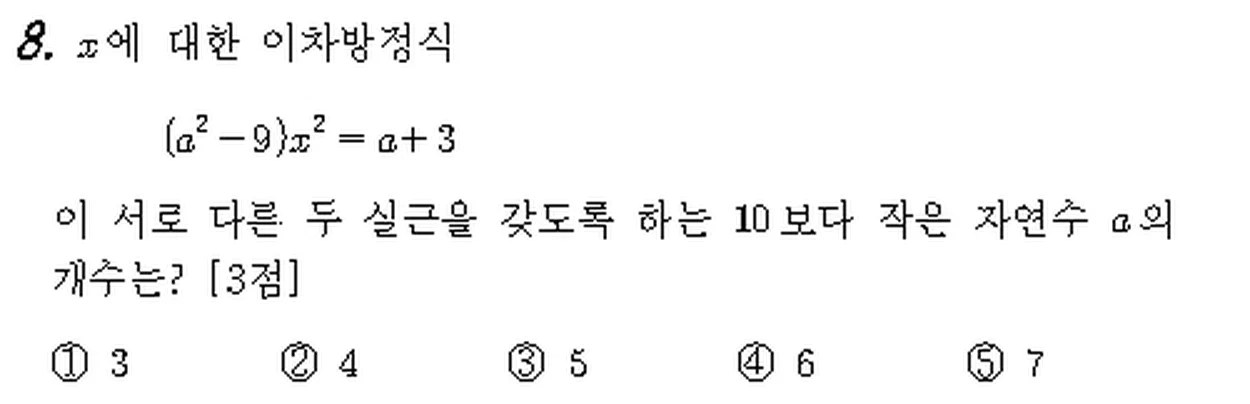 8. x에 대한 이차방정식
(a²-9)x² = a+3
이 서로 다른 두 실근을 갖도록 하는 10보다 작은 자연수 a의
개수는? [3점]
① 3 ② 4 ③ 5 ④ 6 ⑤ 7